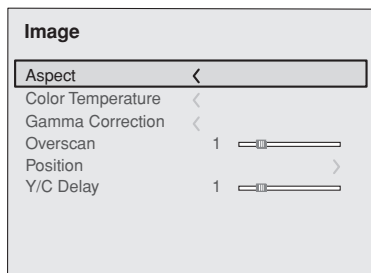 Image
Aspect <
Color Temperature <
Gamma Correction <
Overscan 1
Position >
Y/C Delay 1